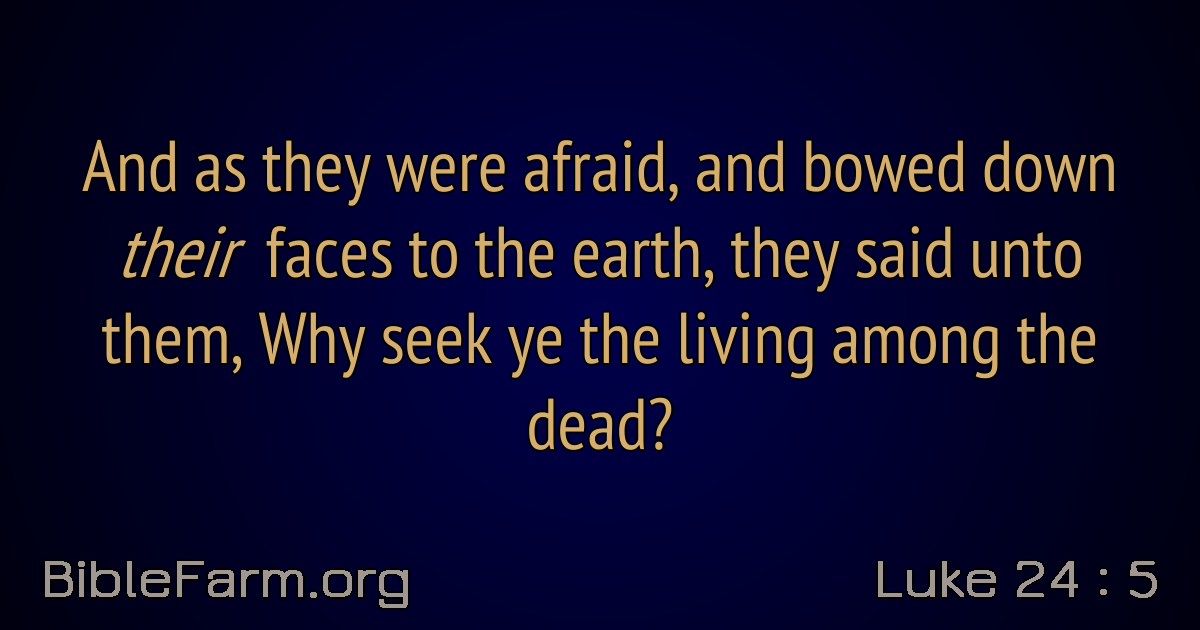 And as they were afraid, and bowed down
their faces to the earth, they said unto
them, Why seek ye the living among the
dead?
BibleFarm.org
Luke 24 : 5